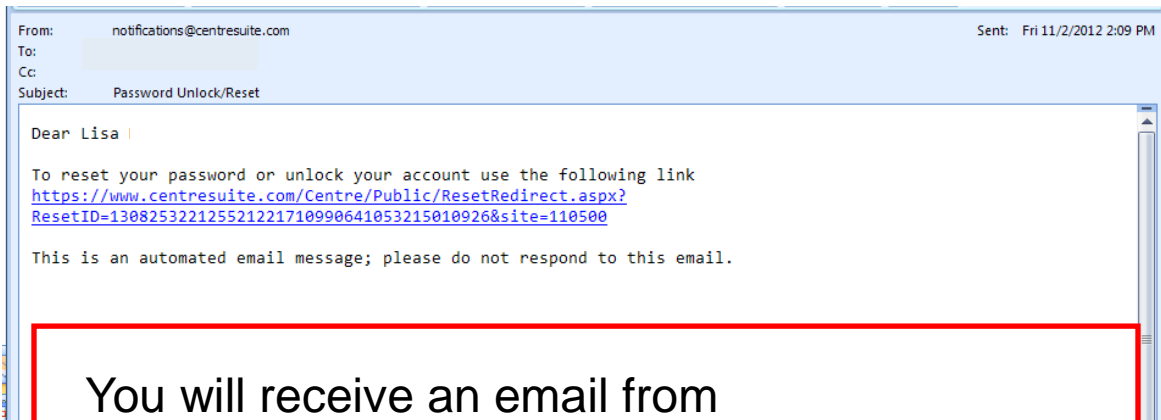 From: notifications@centresuite.com Sent: Fri 11/2/2012 2:09 PM
To:
Cc:
Subject: Password Unlock/Reset
Dear Lisa
To reset your password or unlock your account use the following link
https://www.centresuite.com/Centre/Public/ResetRedirect.aspx?
ResetID=130825322125521221710990641053215010926&site=110500
This is an automated email message; please do not respond to this email.
You will receive an email from